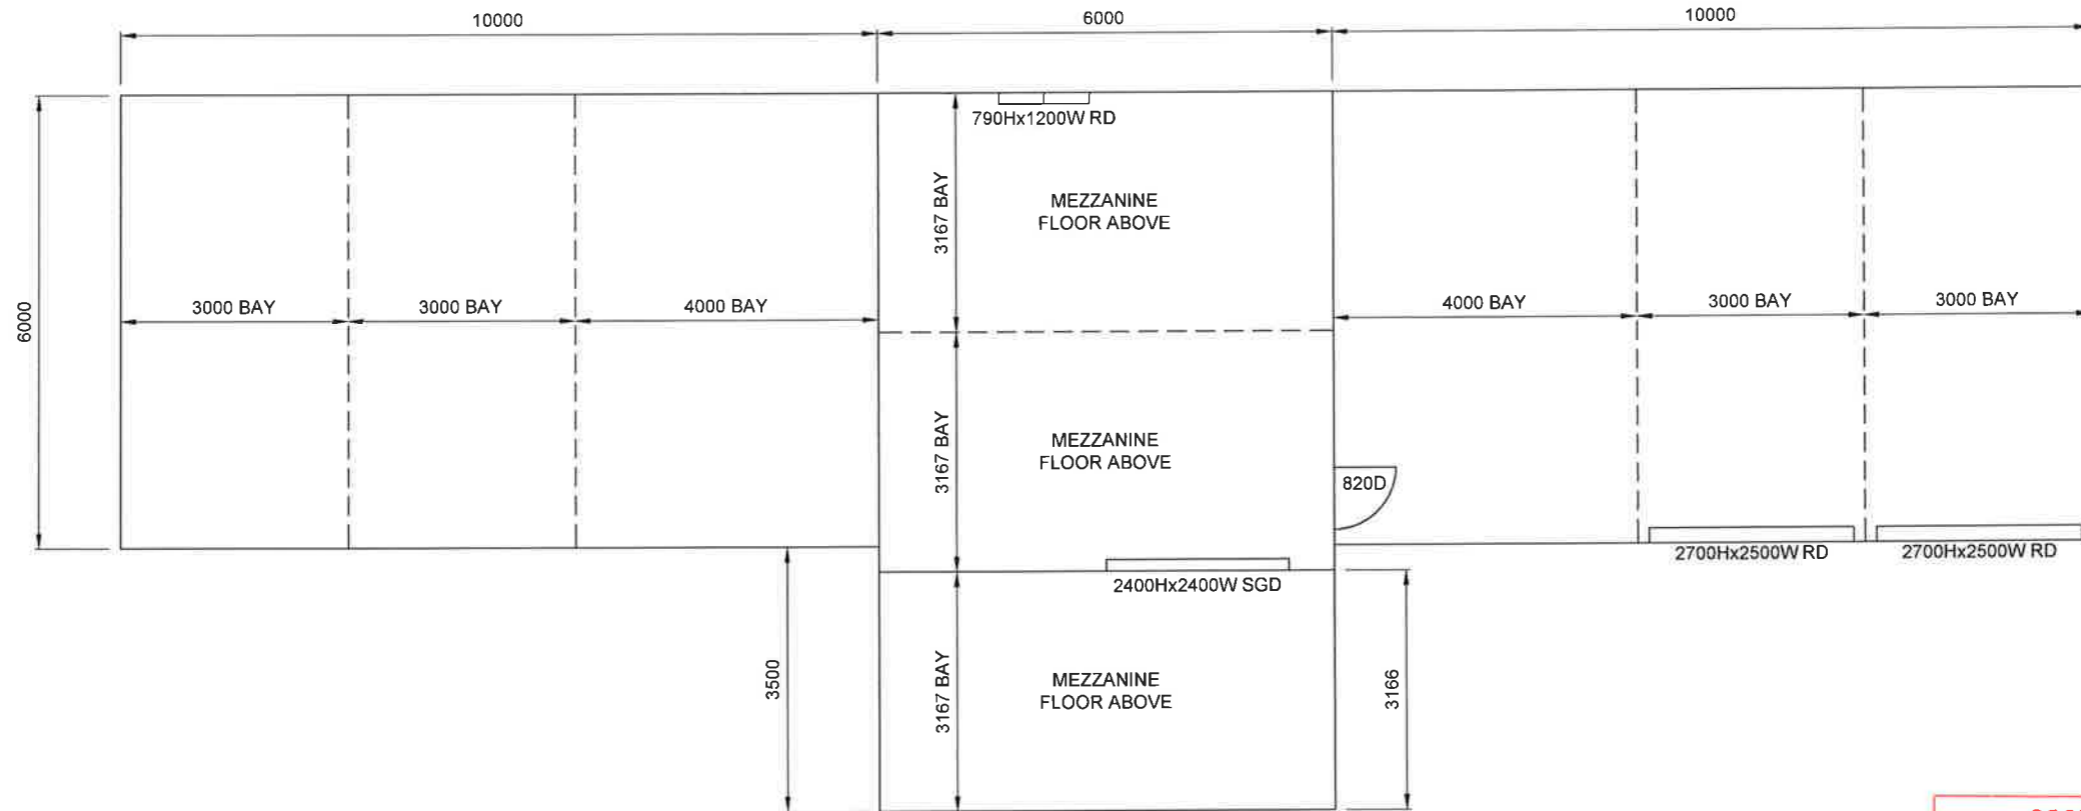 10000
6000
10000
790Hx1200W RD
3167 BAY
MEZZANINE
FLOOR ABOVE
6000
3000 BAY
3000 BAY
4000 BAY
4000 BAY
3000 BAY
3000 BAY
3167 BAY
MEZZANINE
FLOOR ABOVE
820D
2700Hx2500W RD
2700Hx2500W RD
2400Hx2400W SGD
3500
3167 BAY
MEZZANINE
FLOOR ABOVE
3166